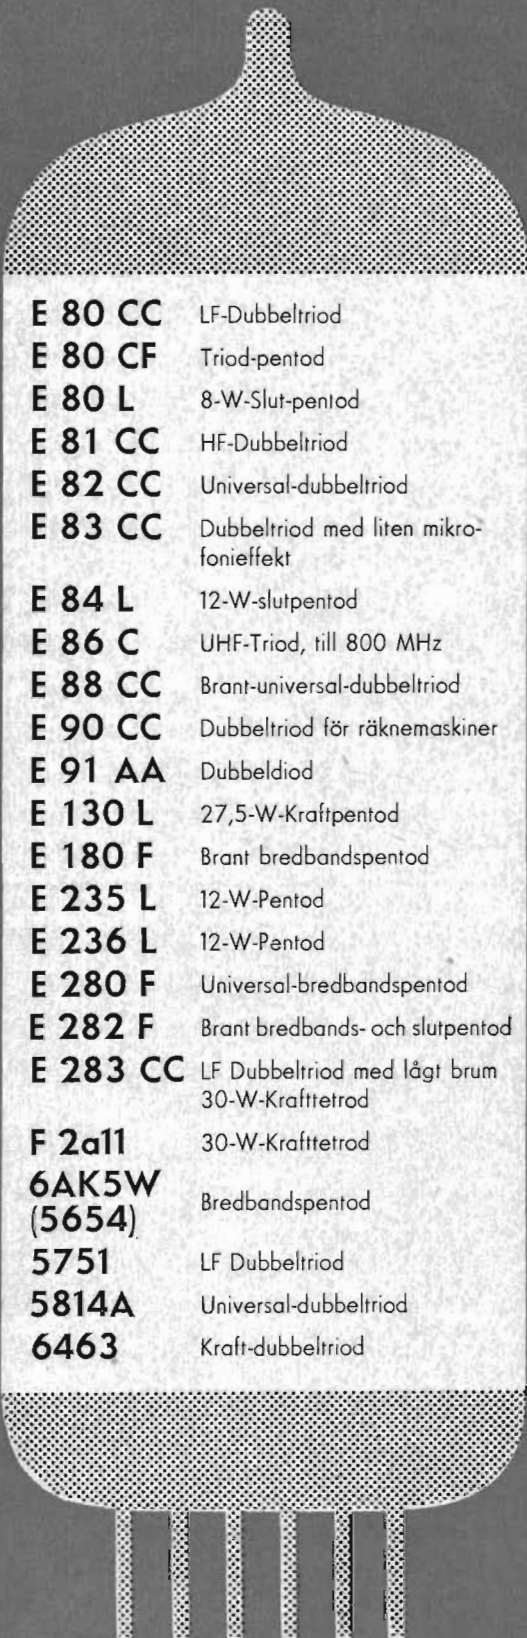 E 80 CC LF-Dubbeltriod
E 80 CF Triod-pentod
E 80 L 8-W-Slut-pentod
E 81 CC HF-Dubbeltriod
E 82 CC Universal-dubbeltriod
E 83 CC Dubbeltriod med liten mikro-
fonieffekt
E 84 L 12-W-slutpentod
E 86 C UHF-Triod, till 800 MHz
E 88 CC Brant-universal-dubbeltriod
E 90 CC Dubbeltriod för räknemaskiner
E 91 AA Dubbeldiod
E 130 L 27,5-W-Kraftpentod
E 180 F Brant bredbandspentod
E 235 L 12-W-Pentod
E 236 L 12-W-Pentod
E 280 F Universal-bredbandspentod
E 282 F Brant bredbands- och slutpentod
E 283 CC LF Dubbeltriod med lågt brum
30-W-Krafttetrod
F 2a11 30-W-Krafttetrod
6AK5W
(5654) Bredbandspentod
5751 LF Dubbeltriod
5814A Universal-dubbeltriod
6463 Kraft-dubbeltriod